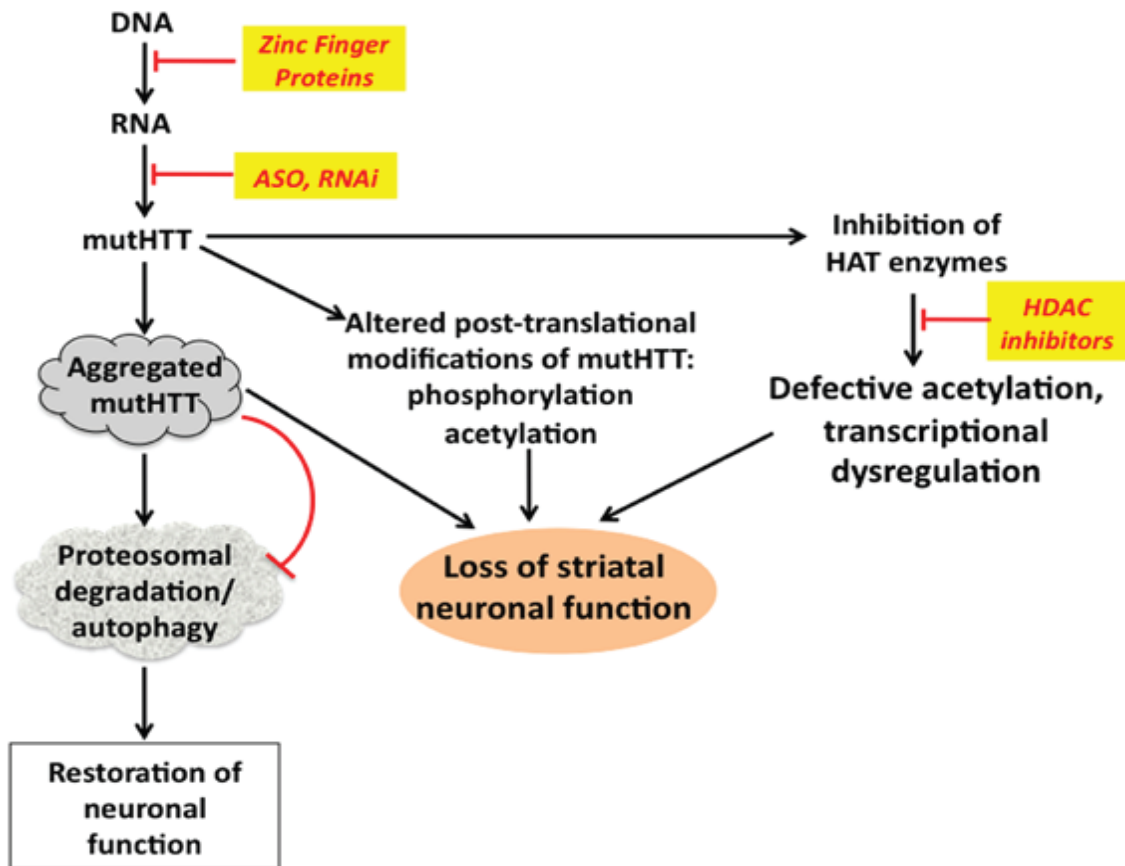 DNA
Zinc Finger
Proteins
RNA
ASO, RNAi
mutHTT
Inhibition of
HAT enzymes
HDAC
inhibitors
Altered post-translational
modifications of mutHTT:
phosphorylation
acetylation
Aggregated
mutHTT
Defective acetylation,
transcriptional
dysregulation
Proteosomal
degradation/
autophagy
Loss of striatal
neuronal function
Restoration of
neuronal
function